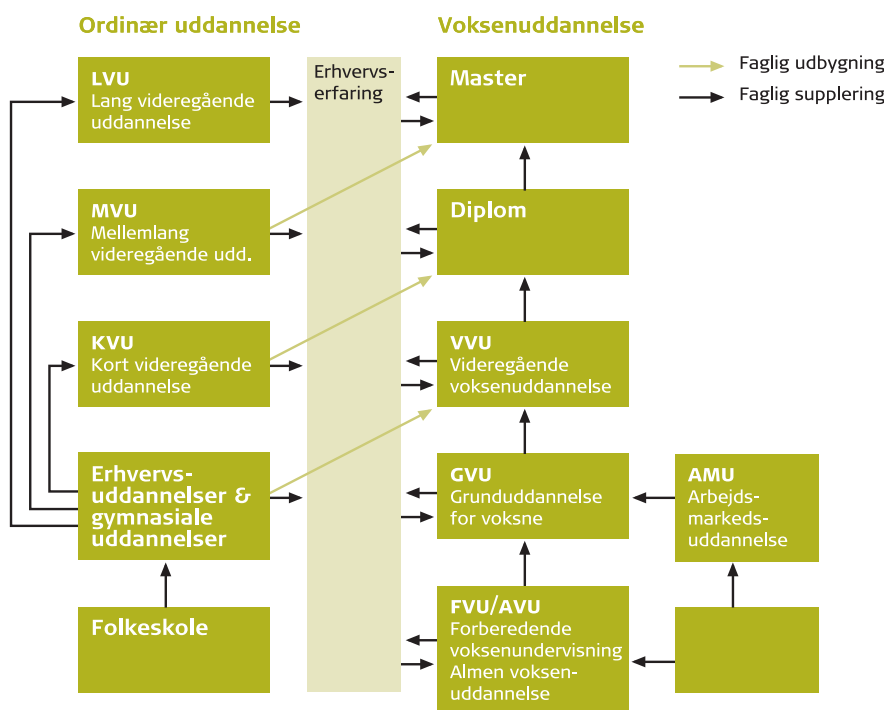 Ordinær uddannelse
Voksenuddannelse
LVU
Lang videregående
uddannelse
Erhvervs-
erfaring
Master
Faglig udbygning
Faglig supplering
MVU
Mellemlang
videregående udd.
Diplom
KVU
Kort videregående
uddannelse
VVU
Videregående
voksenuddannelse
Erhvervs-
uddannelser &
gymnasiale
uddannelser
GVU
Grunduddannelse
for voksne
AMU
Arbejds-
markeds-
uddannelse
Folkeskole
FVU/AVU
Forberedende
voksenundervisning
Almen voksen-
uddannelse